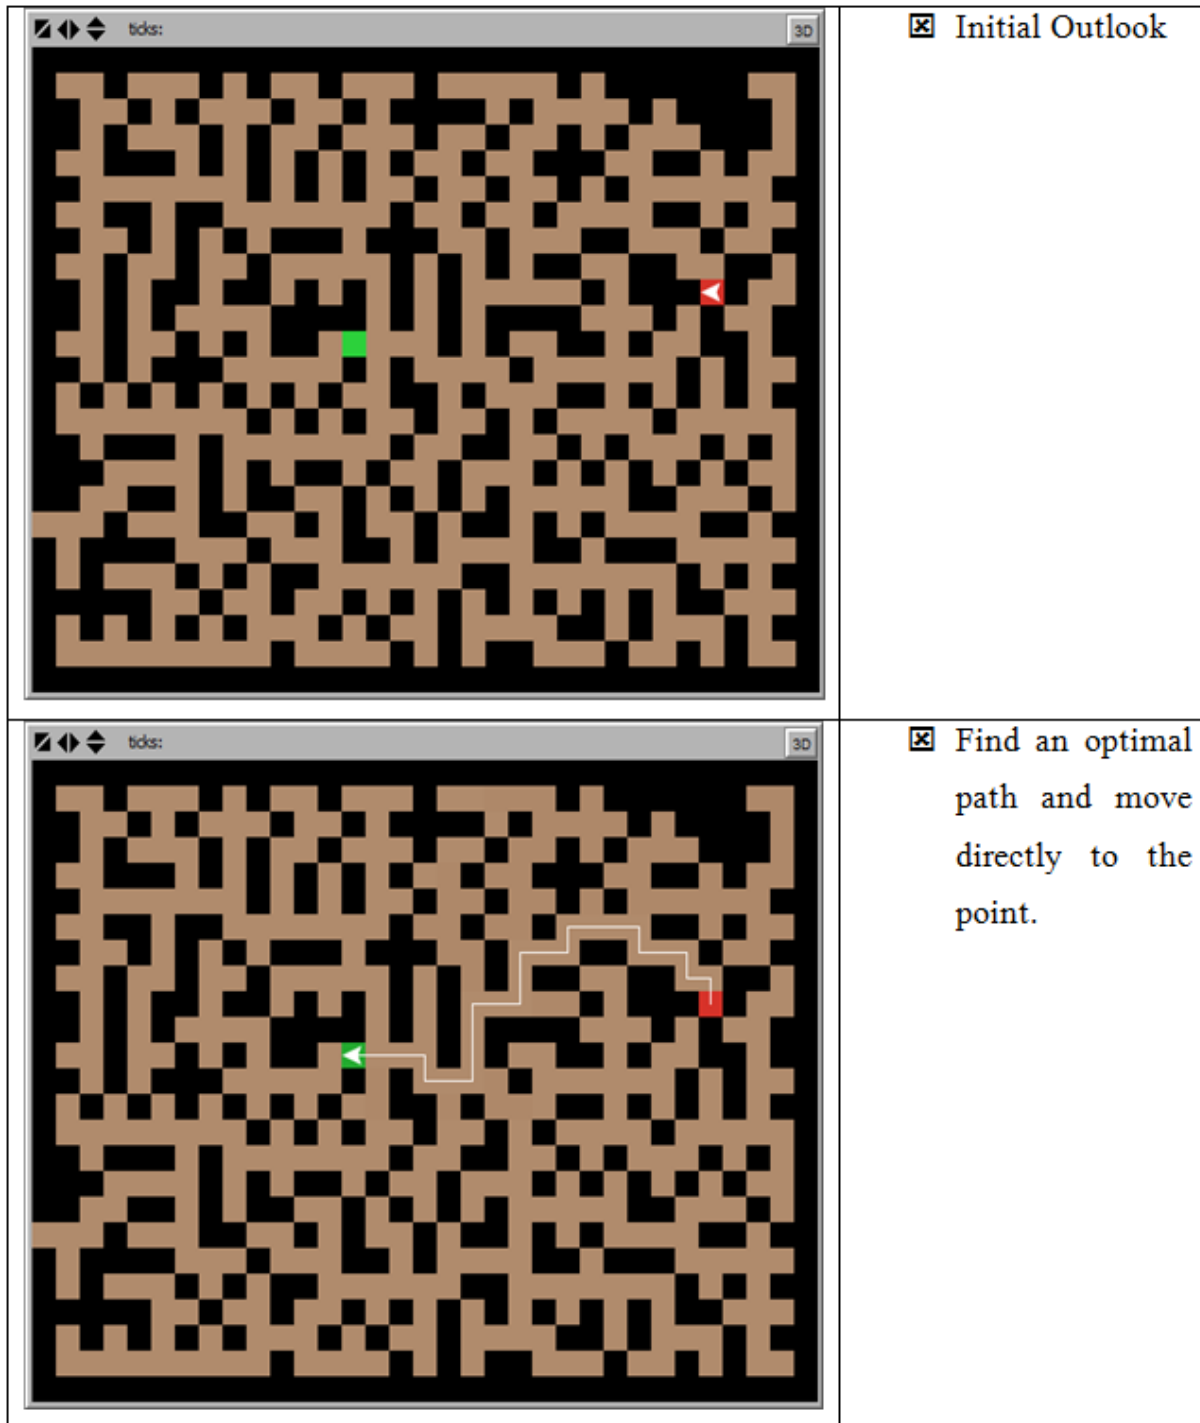 ticks:
3D
Initial Outlook
ticks:
3D
Find an optimal
path and move
directly to the
point.